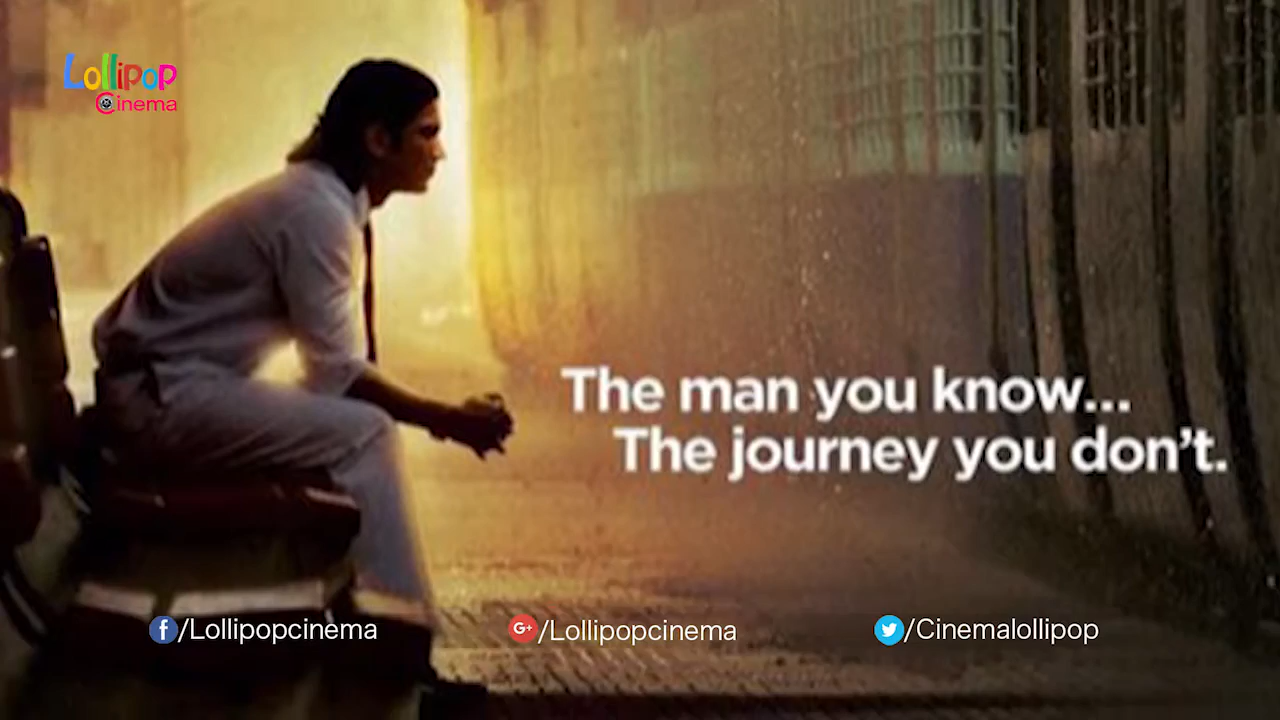 Lollipop
Cinema
The man you know...
The journey you don't.
/Lollipopcinema
G+/Lollipopcinema
/Cinemalollipop